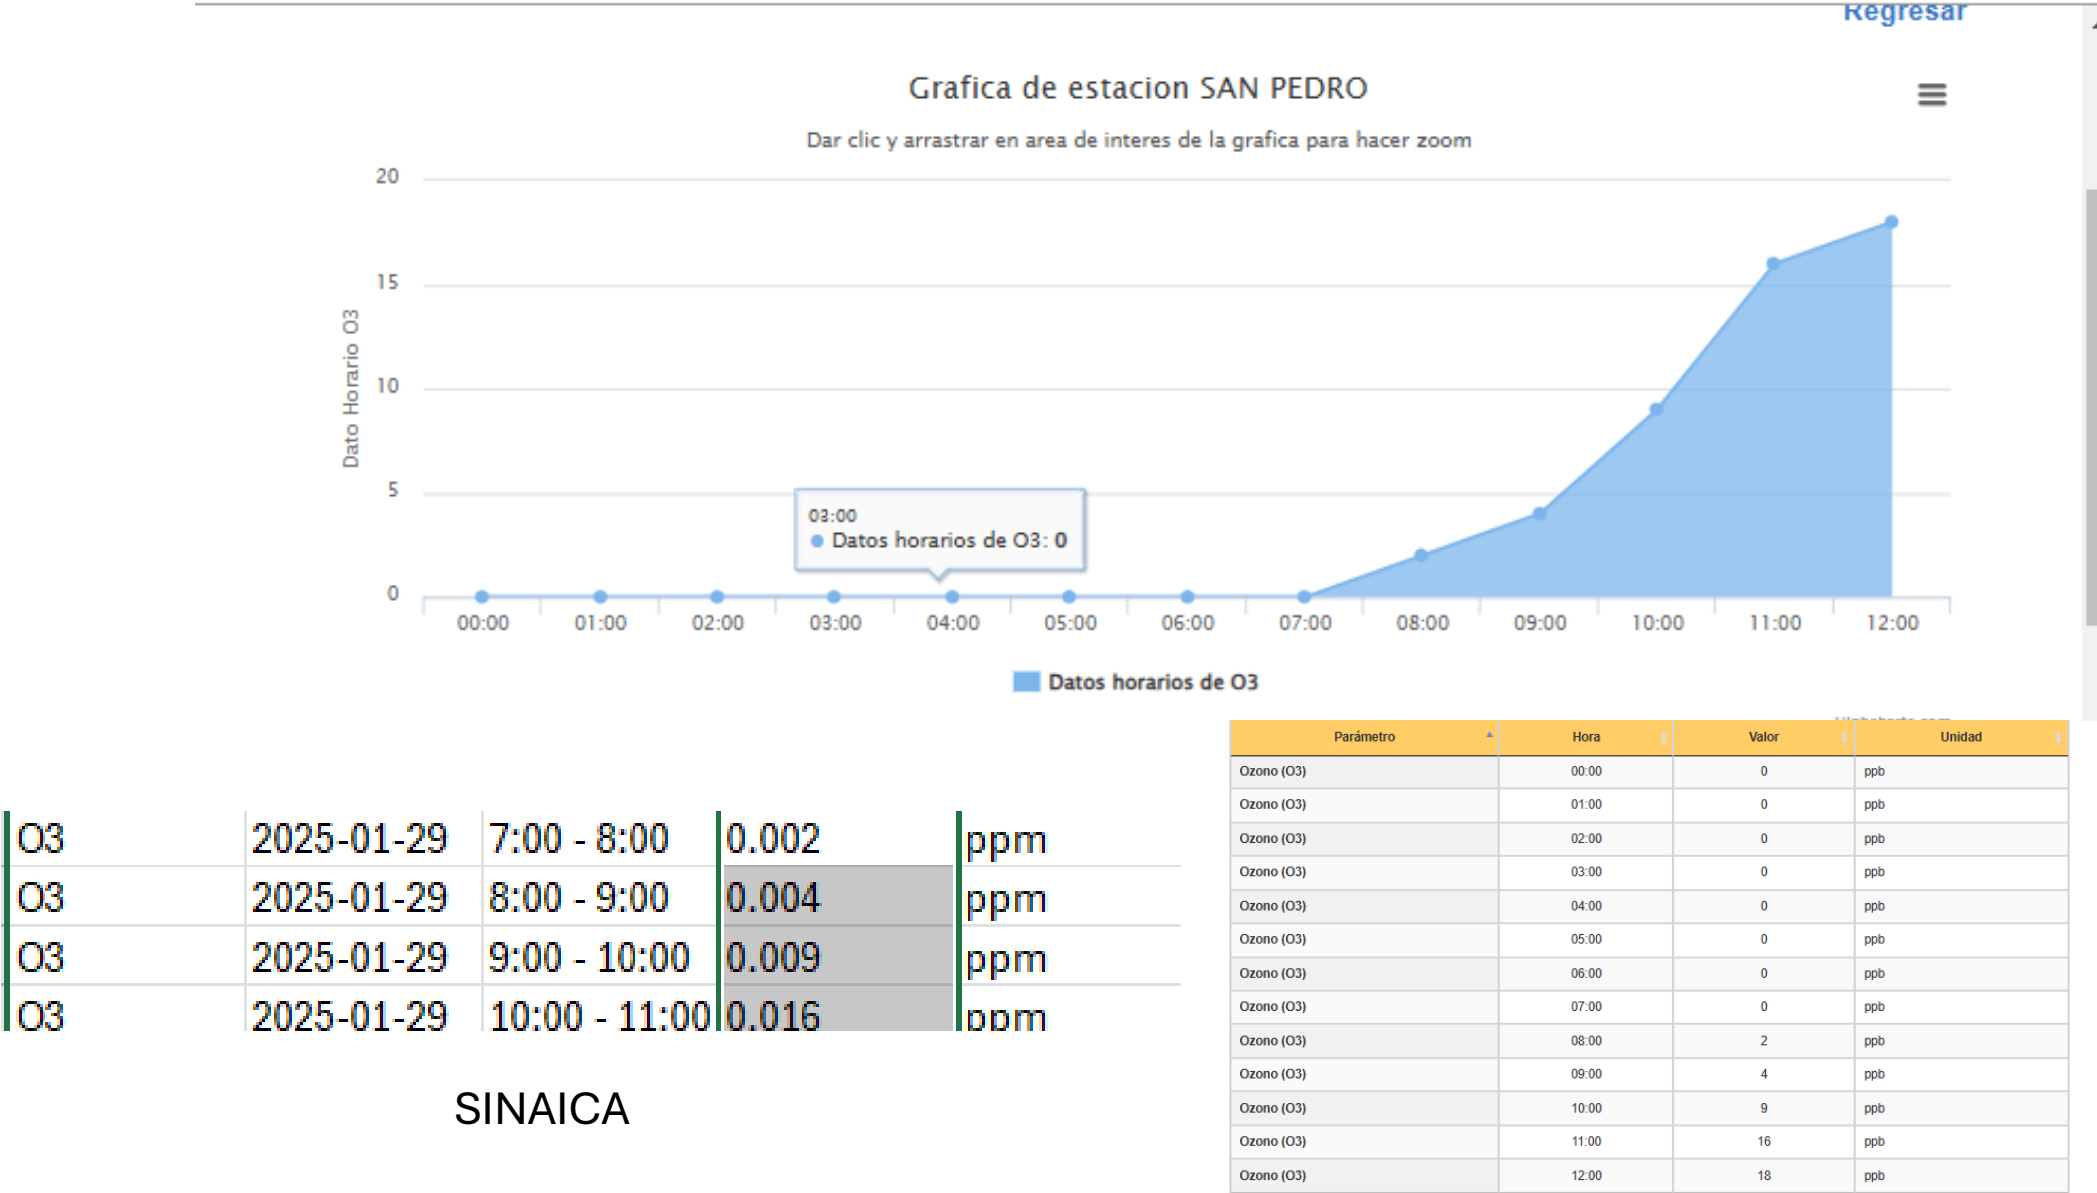 Regresar
Grafica de estacion SAN PEDRO
Dar clic y arrastrar en area de interes de la grafica para hacer zoom
Dato Horario O3
20
15
10
5
0
03:00
Datos horarios de O3: 0
00:00 01:00 02:00 03:00 04:00 05:00 06:00 07:00 08:00 09:00 10:00 11:00 12:00
Datos horarios de O3
O3 2025-01-29 7:00 - 8:00 0.002 ppm
O3 2025-01-29 8:00 - 9:00 0.004 ppm
O3 2025-01-29 9:00 - 10:00 0.009 ppm
O3 2025-01-29 10:00 - 11:00 0.016 ppm
SINAICA
Parámetro Hora Valor Unidad
Ozono (O3) 00:00 0 ppb
Ozono (O3) 01:00 0 ppb
Ozono (O3) 02:00 0 ppb
Ozono (O3) 03:00 0 ppb
Ozono (O3) 04:00 0 ppb
Ozono (O3) 05:00 0 ppb
Ozono (O3) 06:00 0 ppb
Ozono (O3) 07:00 0 ppb
Ozono (O3) 08:00 2 ppb
Ozono (O3) 09:00 4 ppb
Ozono (O3) 10:00 9 ppb
Ozono (O3) 11:00 16 ppb
Ozono (O3) 12:00 18 ppb